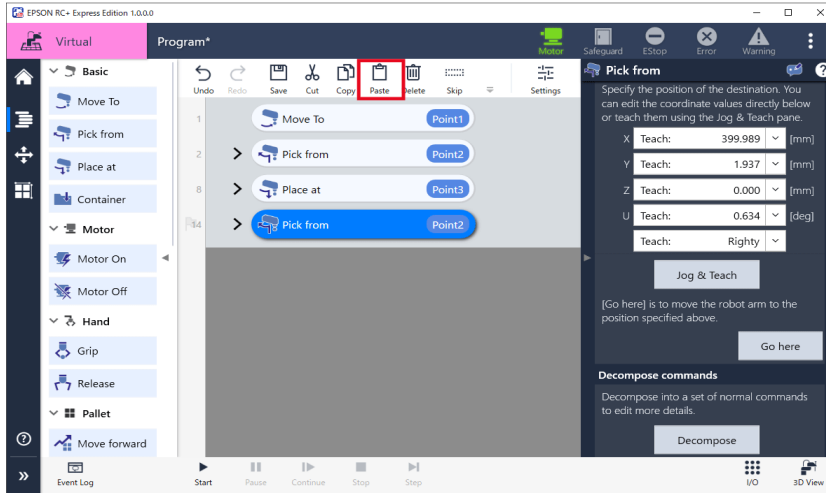 EPSON RC+ Express Edition 1.0.0.0
Virtual
Program*
Motor
Safeguard
EStop
Error
Warning
Basic
Move To
Pick from
Place at
Container
Motor
Motor On
Motor Off
Hand
Grip
Release
Pallet
Move forward
Undo
Redo
Save
Cut
Copy
Paste
Delete
Skip
Settings
1
Move To
Point1
2
Pick from
Point2
8
Place at
Point3
14
Pick from
Point2
Pick from
Specify the position of the destination. You
can edit the coordinate values directly below
or teach them using the Jog & Teach pane.
X Teach: 399.989 [mm]
Y Teach: 1.937 [mm]
Z Teach: 0.000 [mm]
U Teach: 0.634 [deg]
Teach: Righty
Jog & Teach
[Go here] is to move the robot arm to the
position specified above.
Go here
Decompose commands
Decompose into a set of normal commands
to edit more details.
Decompose
Event Log
Start
Pause
Continue
Stop
Step
I/O
3D View